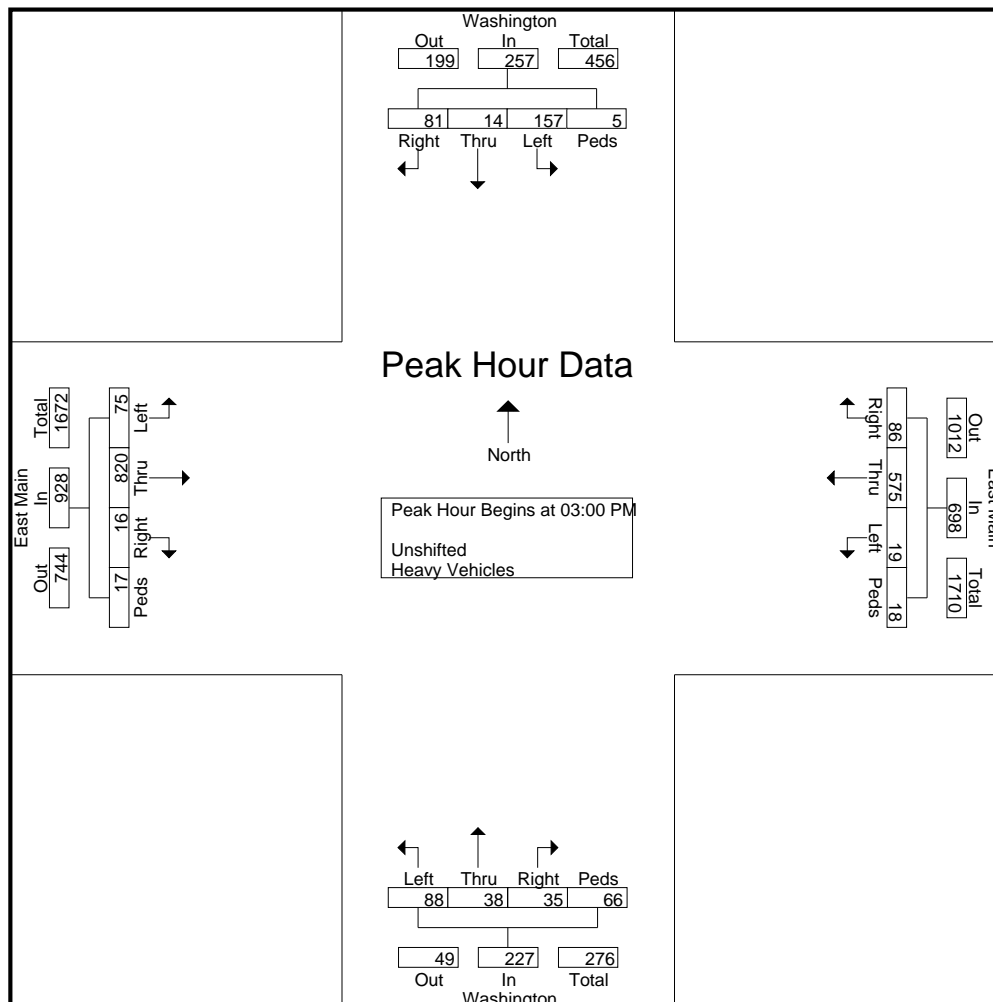 Washington
Out In Total
199 257 456
81 14 157 5
Right Thru Left Peds
Peak Hour Data
North
Peak Hour Begins at 03:00 PM
Unshifted
Heavy Vehicles
East Main
Out In Total
744 928 1672
17 16 820 75
Peds Right Thru Left
East Main
Out In Total
1012 698 1710
86 575 19 18
Right Thru Left Peds
Left Thru Right Peds
88 38 35 66
49 227 276
Out In Total
Washington